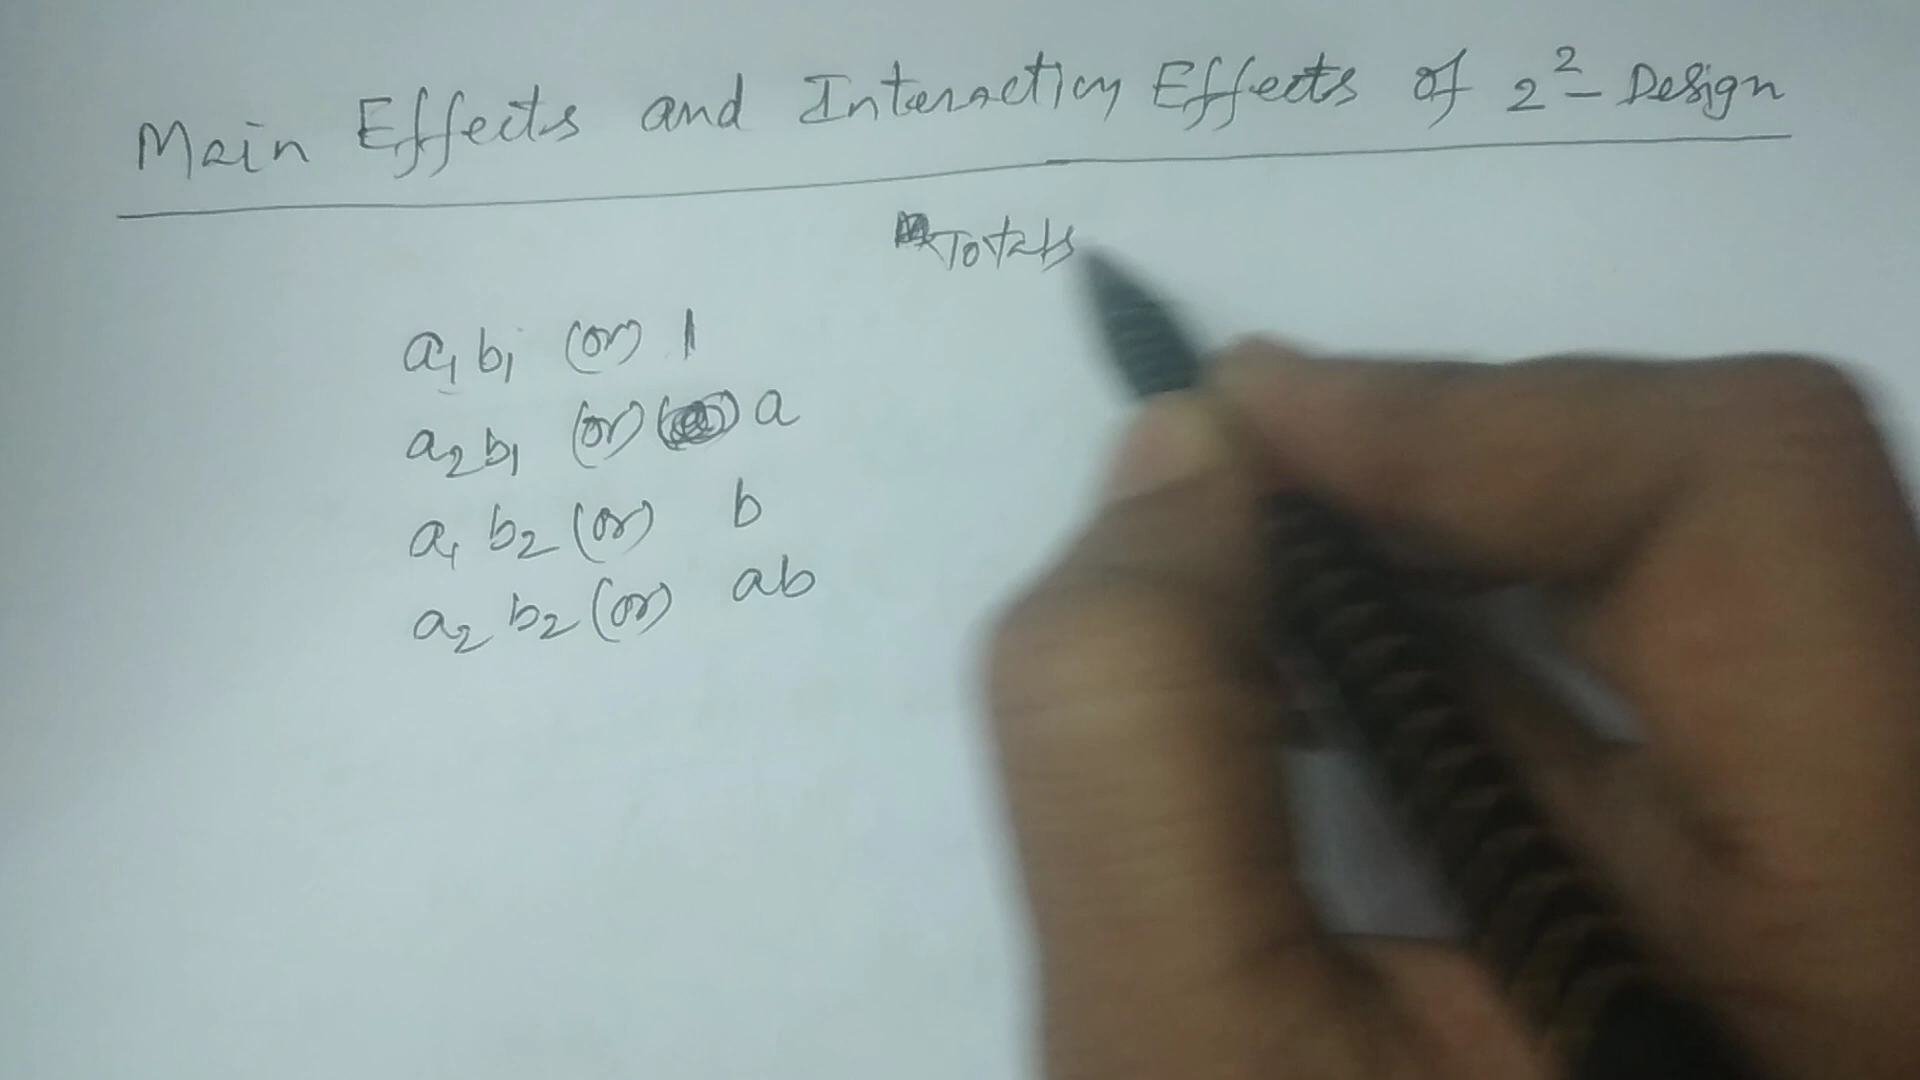 Main Effects and Interaction Effects of 2² - Design
Totals
a₁ b₁ (or) 1
a₂ b₁ (or) a
a₁ b₂ (or) b
a₂ b₂ (or) ab